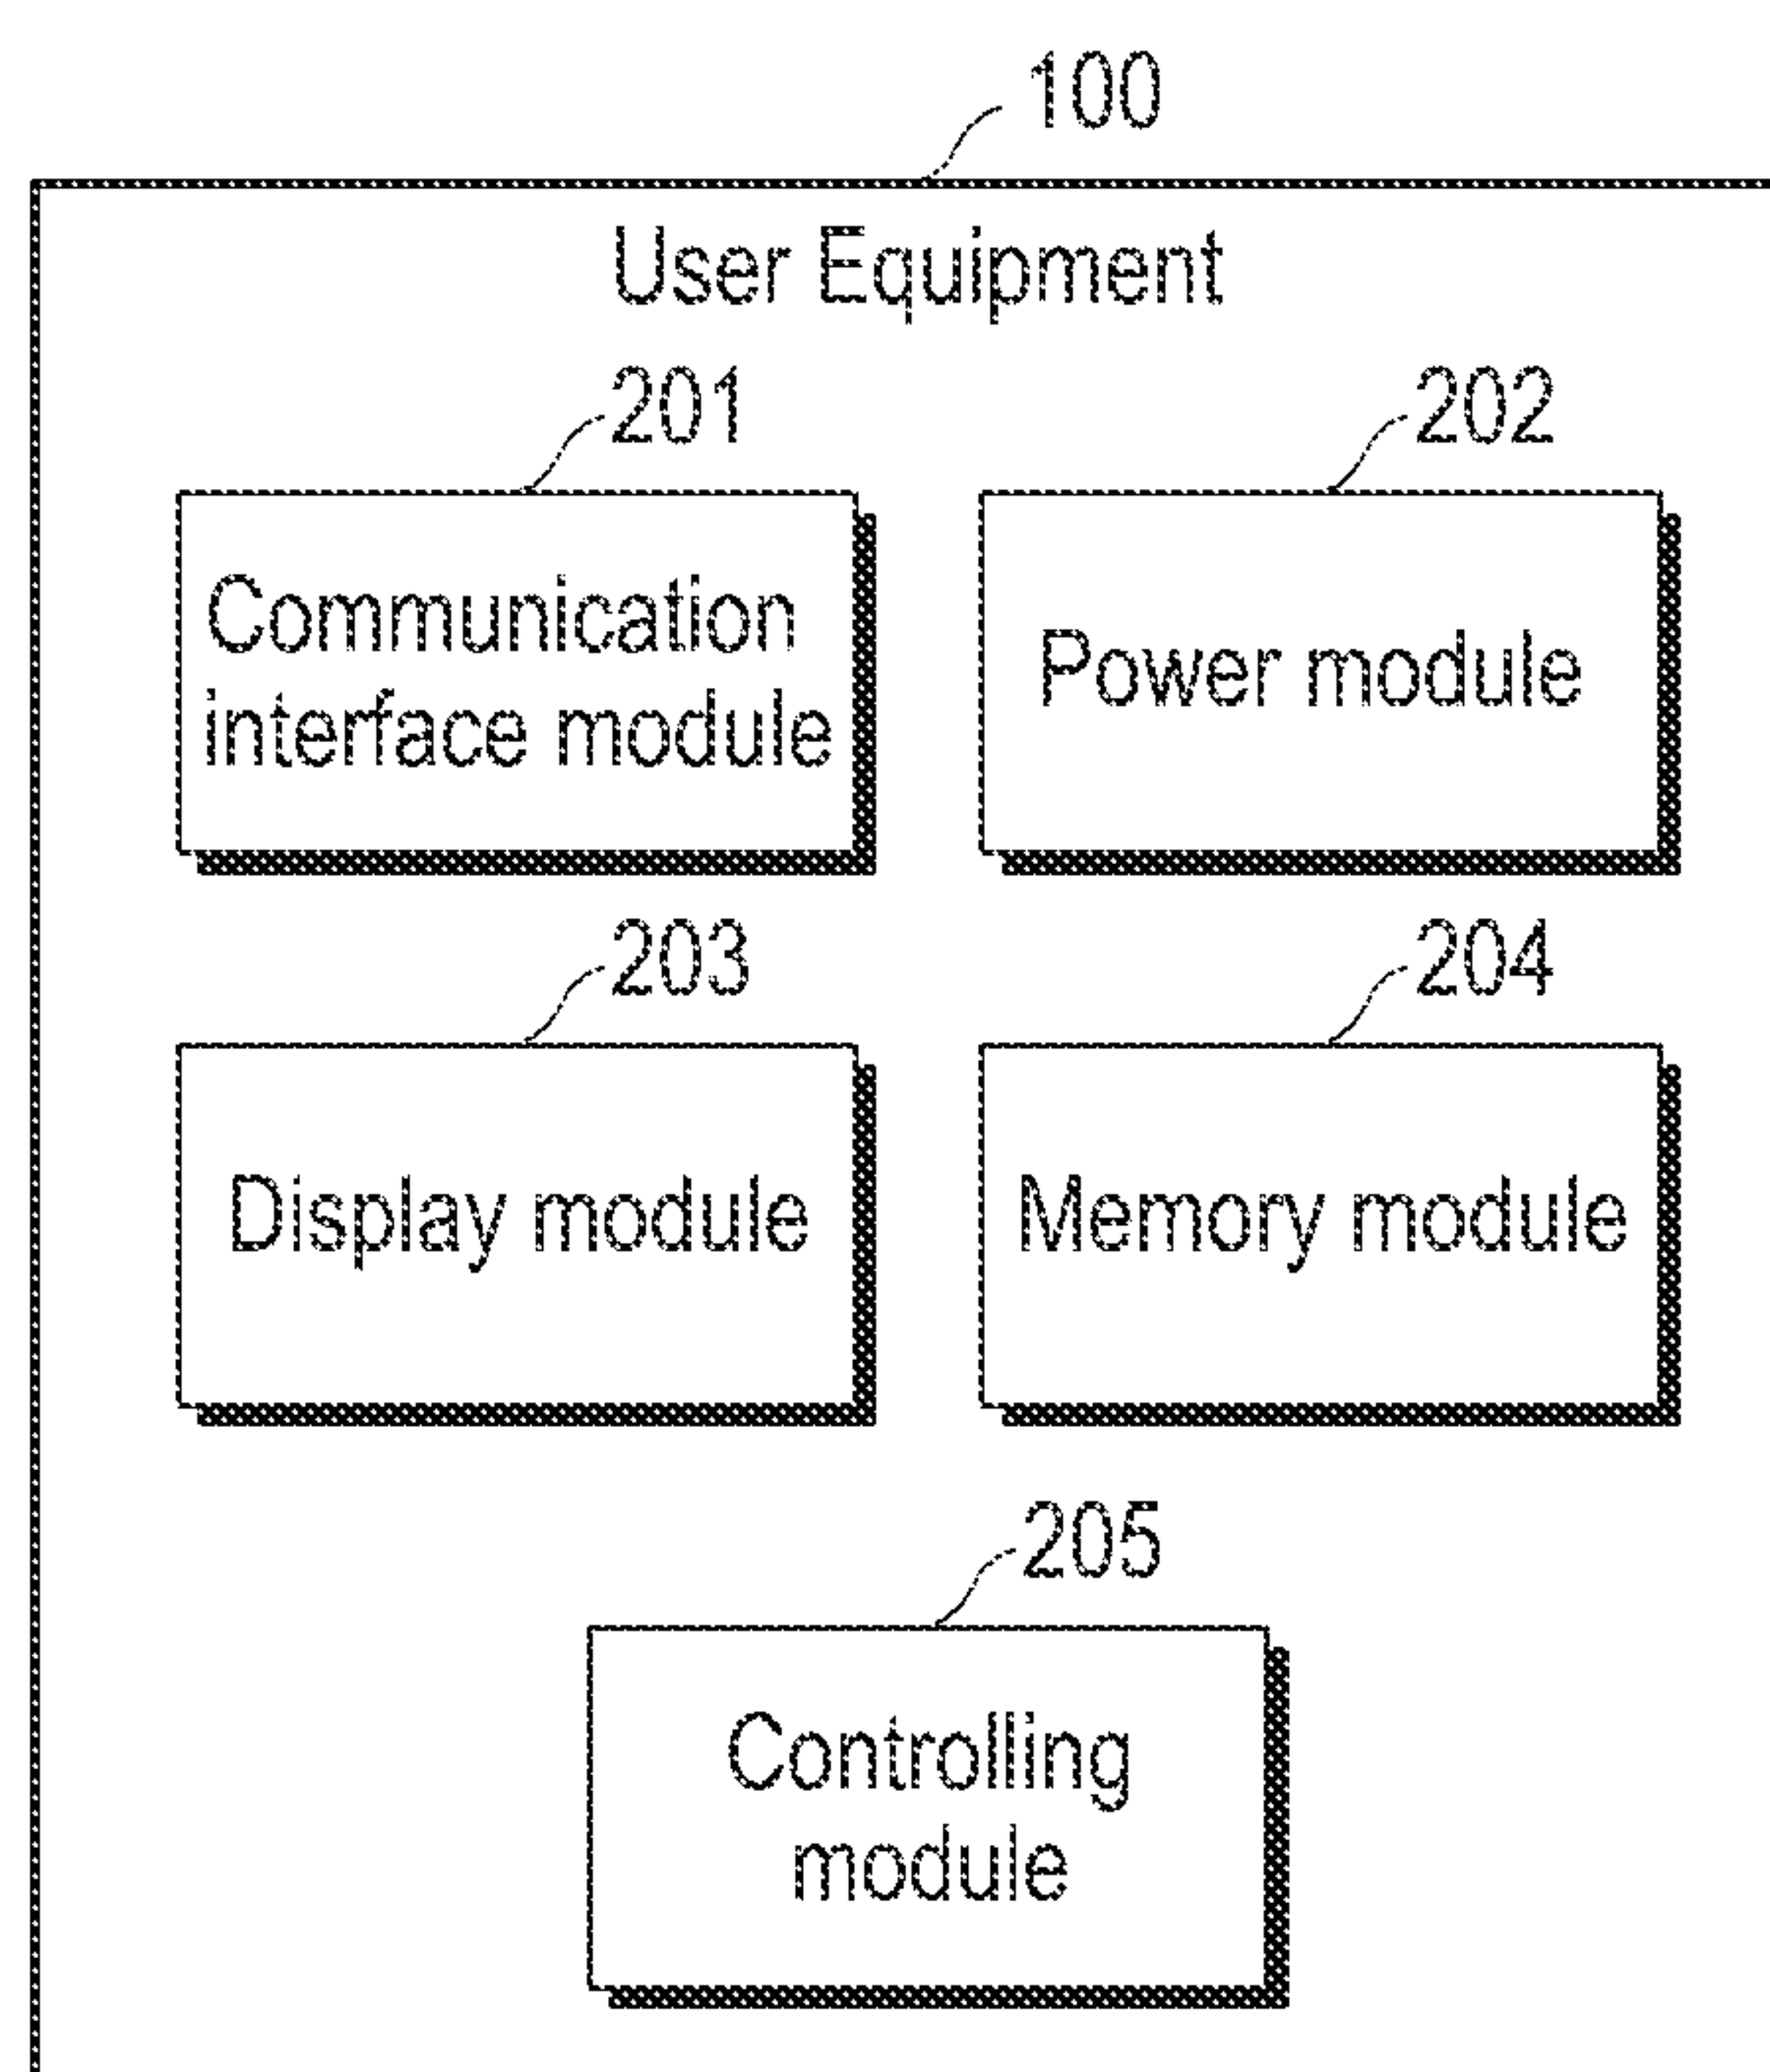 100
User Equipment
201
202
Communication
interface module
Power module
203
204
Display module
Memory module
205
Controlling
module